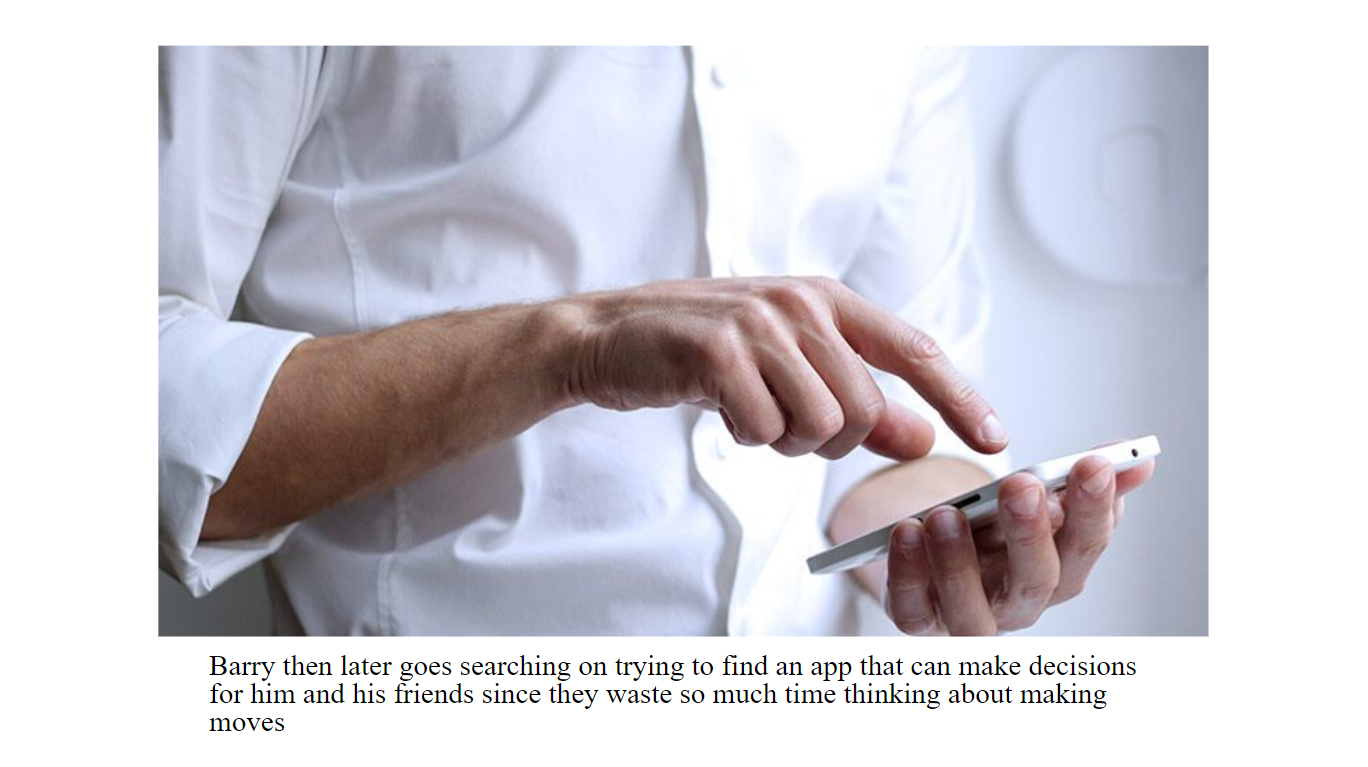 Barry then later goes searching on trying to find an app that can make decisions
for him and his friends since they waste so much time thinking about making
moves